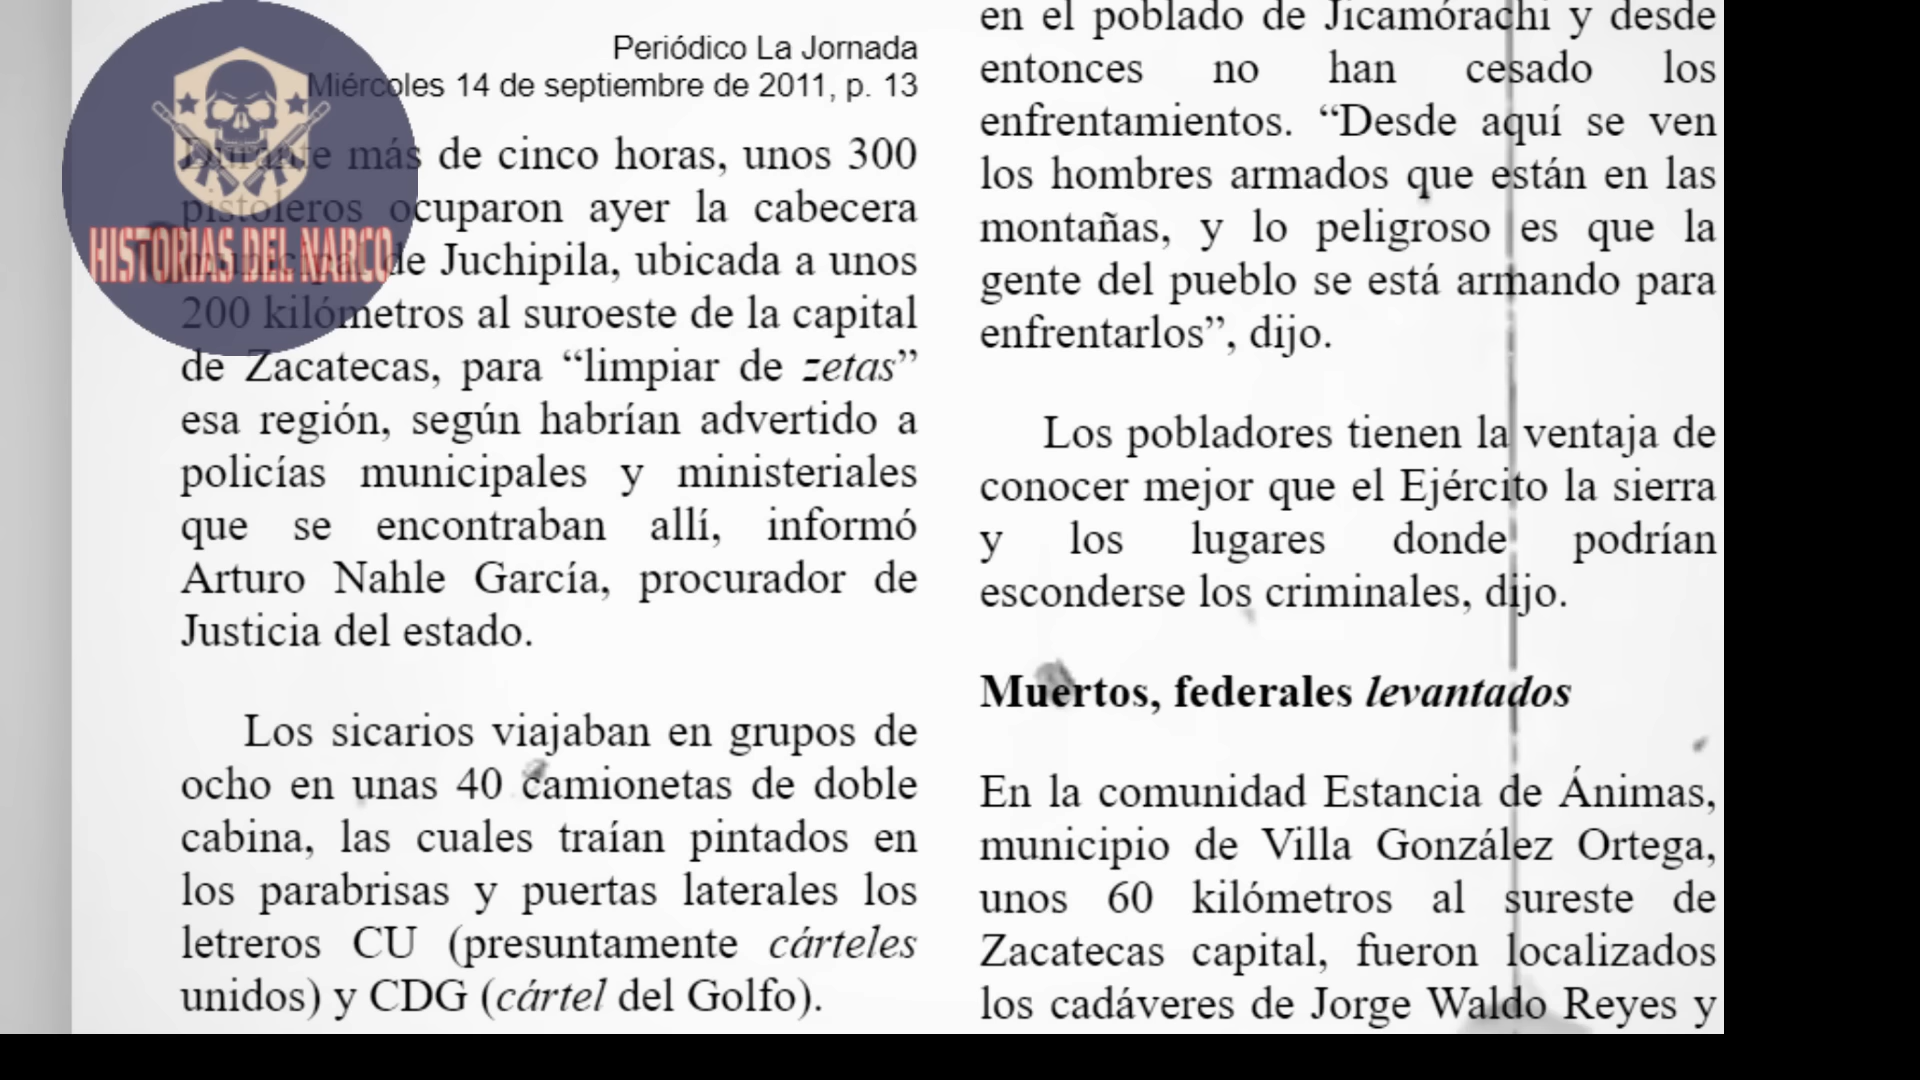 Periódico La Jornada
Miércoles 14 de septiembre de 2011, p. 13
Durante más de cinco horas, unos 300
pistoleros ocuparon ayer la cabecera
municipal de Juchipila, ubicada a unos
200 kilómetros al suroeste de la capital
de Zacatecas, para “limpiar de zetas”
esa región, según habrían advertido a
policías municipales y ministeriales
que se encontraban allí, informó
Arturo Nahle García, procurador de
Justicia del estado.
Los sicarios viajaban en grupos de
ocho en unas 40 camionetas de doble
cabina, las cuales traían pintados en
los parabrisas y puertas laterales los
letreros CU (presuntamente cárteles
unidos) y CDG (cártel del Golfo).
HISTORIAS DEL NARCO
en el poblado de Jicamórachi y desde
entonces no han cesado los
enfrentamientos. “Desde aquí se ven
los hombres armados que están en las
montañas, y lo peligroso es que la
gente del pueblo se está armando para
enfrentarlos”, dijo.
Los pobladores tienen la ventaja de
conocer mejor que el Ejército la sierra
y los lugares donde podrían
esconderse los criminales, dijo.
Muertos, federales levantados
En la comunidad Estancia de Ánimas,
municipio de Villa González Ortega,
unos 60 kilómetros al sureste de
Zacatecas capital, fueron localizados
los cadáveres de Jorge Waldo Reyes y